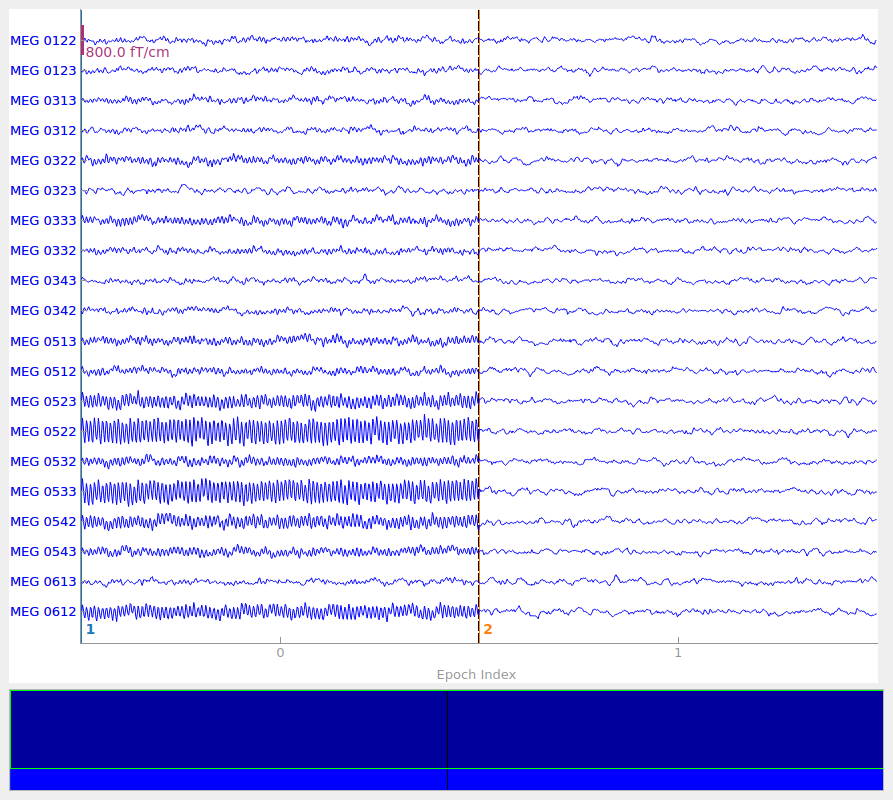 MEG 0122
800.0 fT/cm
MEG 0123
MEG 0313
MEG 0312
MEG 0322
MEG 0323
MEG 0333
MEG 0332
MEG 0343
MEG 0342
MEG 0513
MEG 0512
MEG 0523
MEG 0522
MEG 0532
MEG 0533
MEG 0542
MEG 0543
MEG 0613
MEG 0612
1 2
0 1
Epoch Index